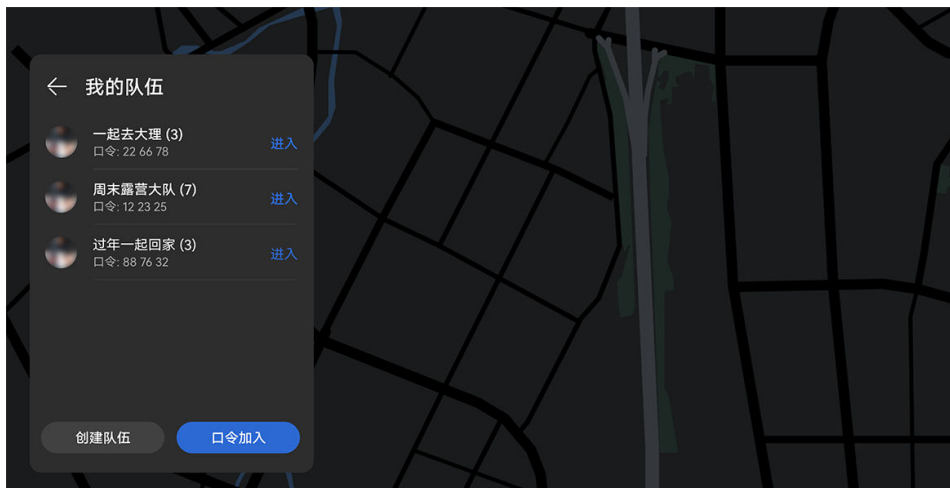 我的队伍
一起去大理 (3)
口令: 22 66 78
进入
周末露营大队 (7)
口令: 12 23 25
进入
过年一起回家 (3)
口令: 88 76 32
进入
创建队伍
口令加入